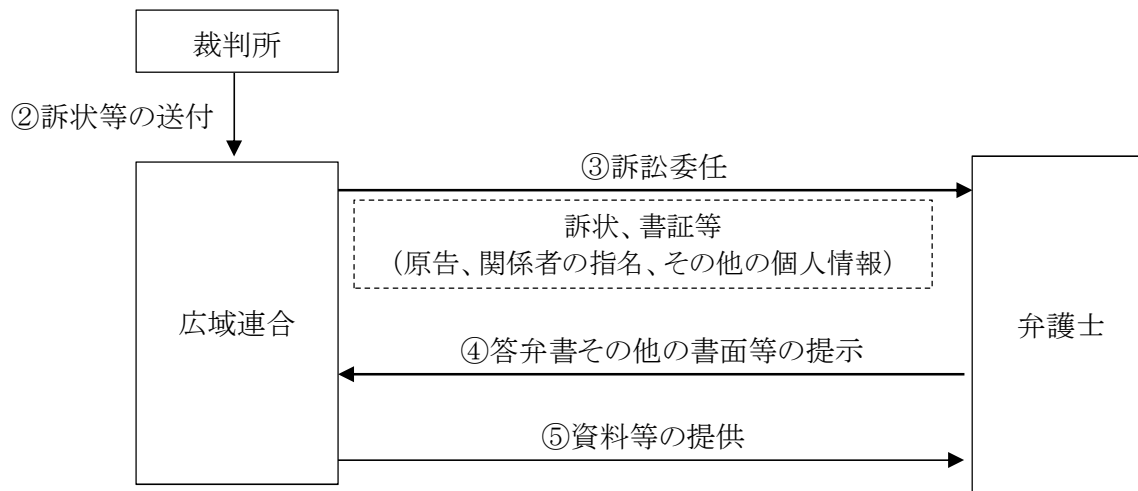 裁判所
②訴状等の送付
③訴訟委任
訴状、書証等
(原告、関係者の指名、その他の個人情報)
広域連合
弁護士
④答弁書その他の書面等の提示
⑤資料等の提供